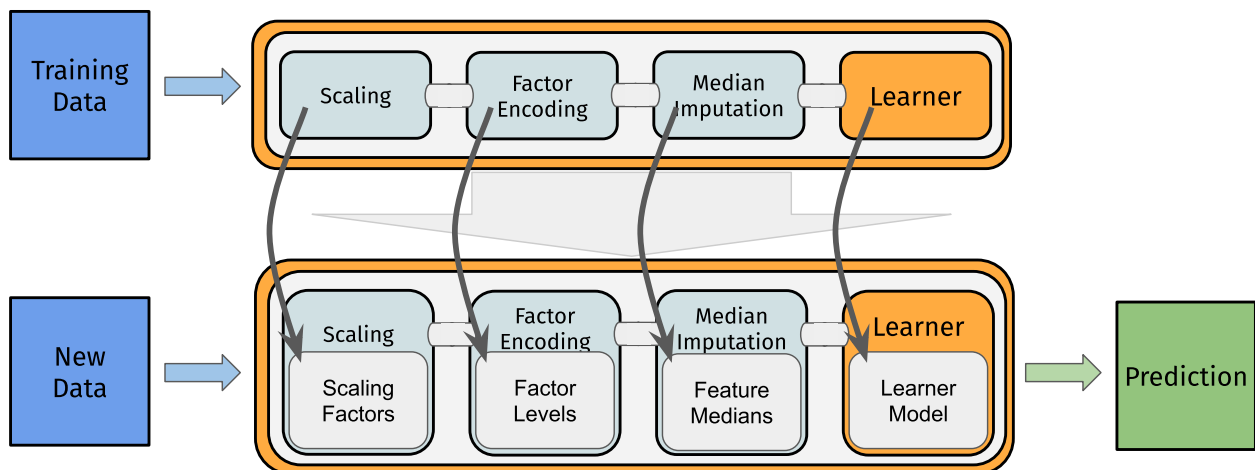 Training
Data
Scaling
Factor
Encoding
Median
Imputation
Learner
New
Data
Scaling
Scaling
Factors
Factor
Encoding
Factor
Levels
Median
Imputation
Feature
Medians
Learner
Learner
Model
Prediction